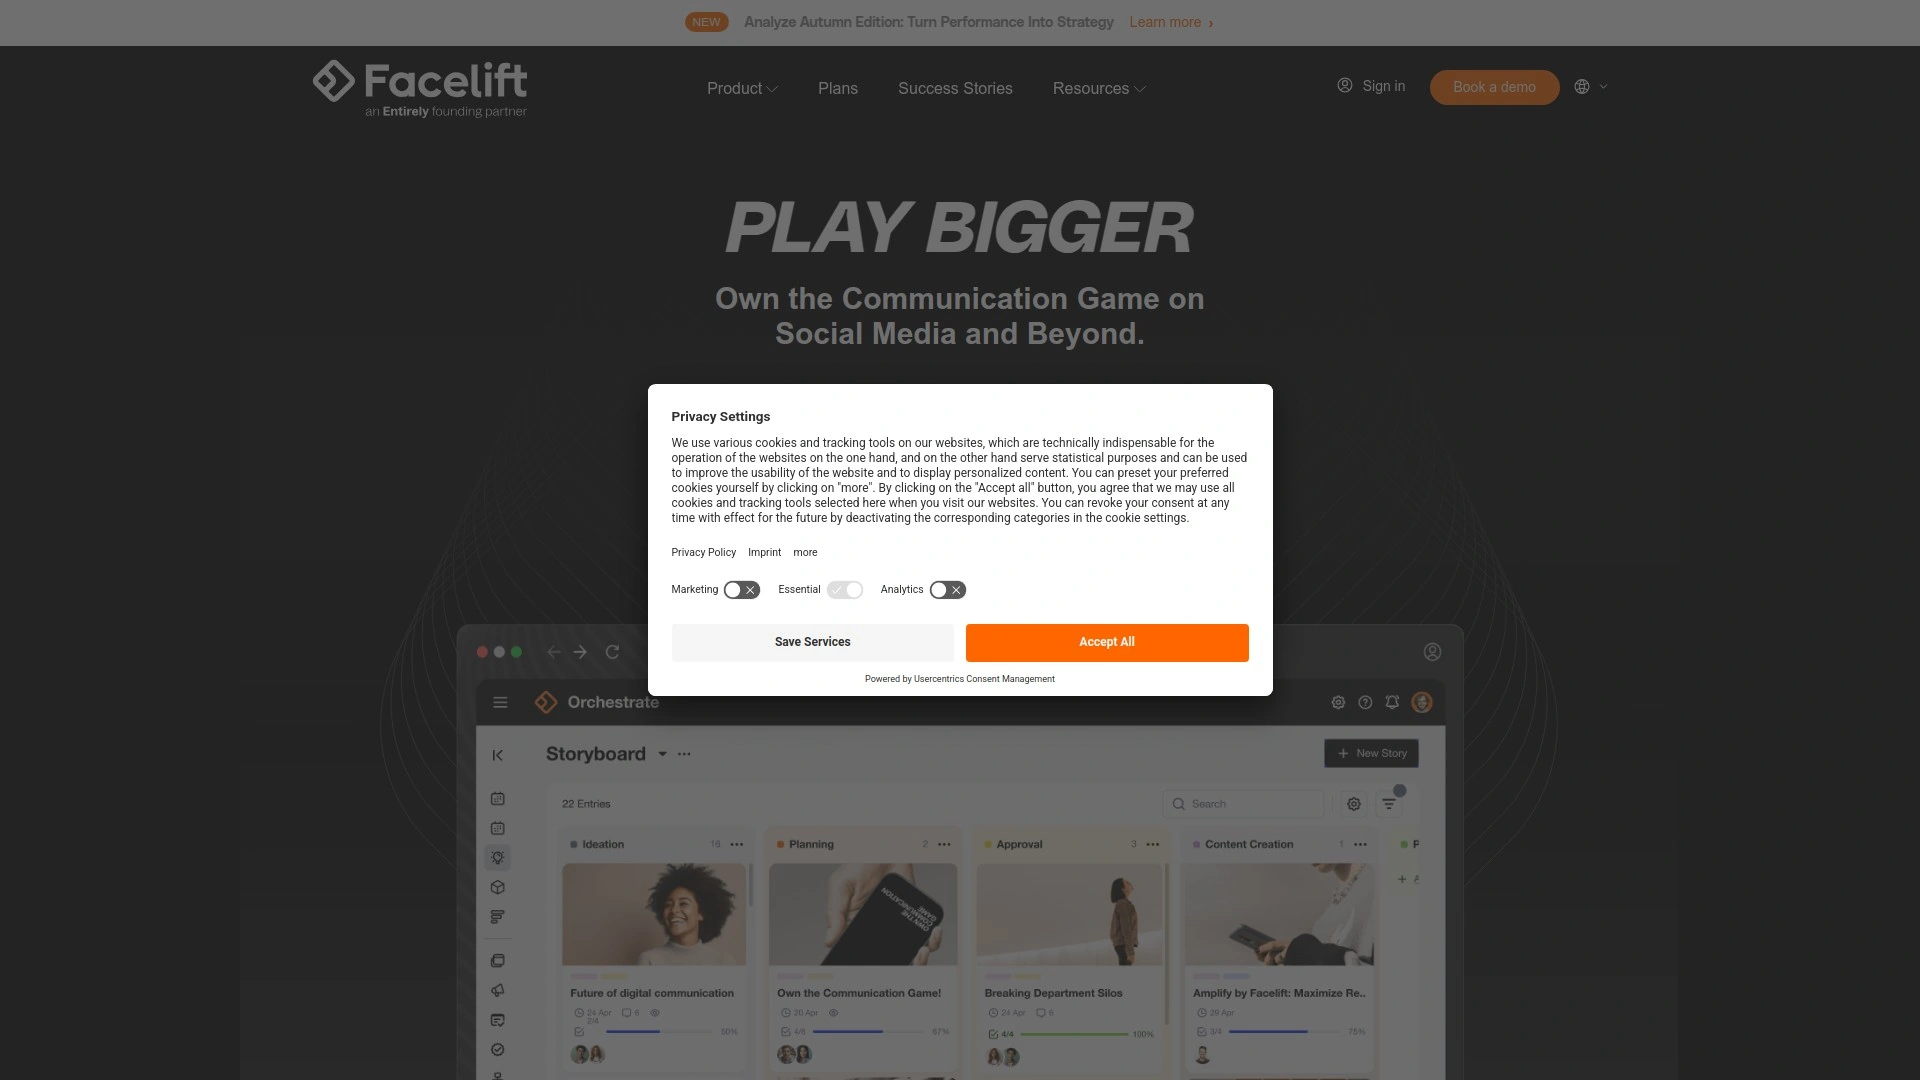 NEW Analyze Autumn Edition: Turn Performance Into Strategy Learn more ›
Facelift
an Entirely founding partner
Product Plans Success Stories Resources
Sign in
Book a demo
PLAY BIGGER
Own the Communication Game on
Social Media and Beyond.
Privacy Settings
We use various cookies and tracking tools on our websites, which are technically indispensable for the
operation of the websites on the one hand, and on the other hand serve statistical purposes and can be used
to improve the usability of the website and to display personalized content. You can preset your preferred
cookies yourself by clicking on "more". By clicking on the "Accept all" button, you agree that we may use all
cookies and tracking tools selected here when you visit our websites. You can revoke your consent at any
time with effect for the future by deactivating the corresponding categories in the cookie settings.
Privacy Policy Imprint more
Marketing Essential Analytics
Save Services Accept All
Powered by Usercentrics Consent Management
Orchestrate
Storyboard
+ New Story
22 Entries
Search
Ideation 16
Planning 2
Approval 3
Content Creation 1
P
OWN THE
COMMUNICATION
GAME
Future of digital communication
24 Apr 6
2/4
55%
Own the Communication Game!
20 Apr
4/6 67%
Breaking Department Silos
24 Apr 6
4/4 100%
Amplify by Facelift: Maximize Re..
29 Apr
3/4 75%